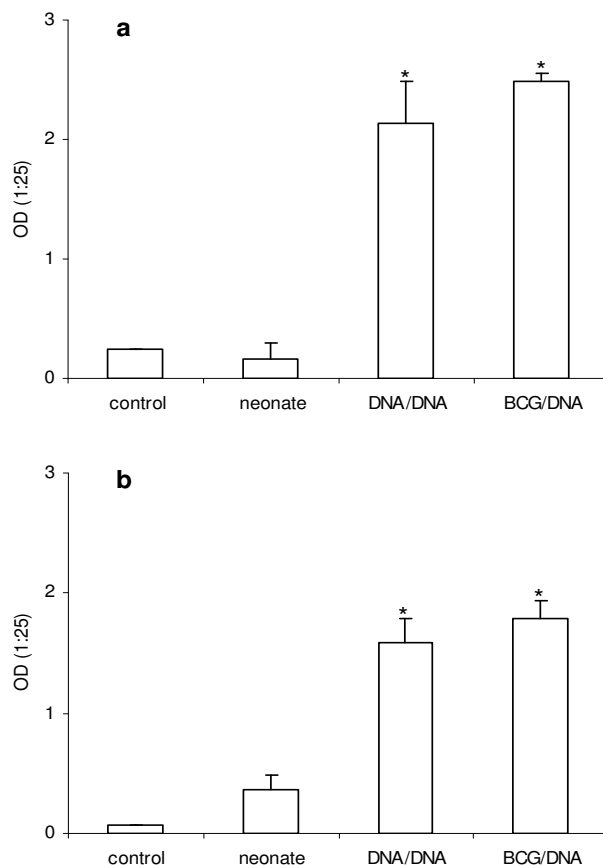 a
3
*
*
2
OD (1:25)
1
0
control neonate DNA/DNA BCG/DNA
b
3
2
*
*
OD (1:25)
1
0
control neonate DNA/DNA BCG/DNA